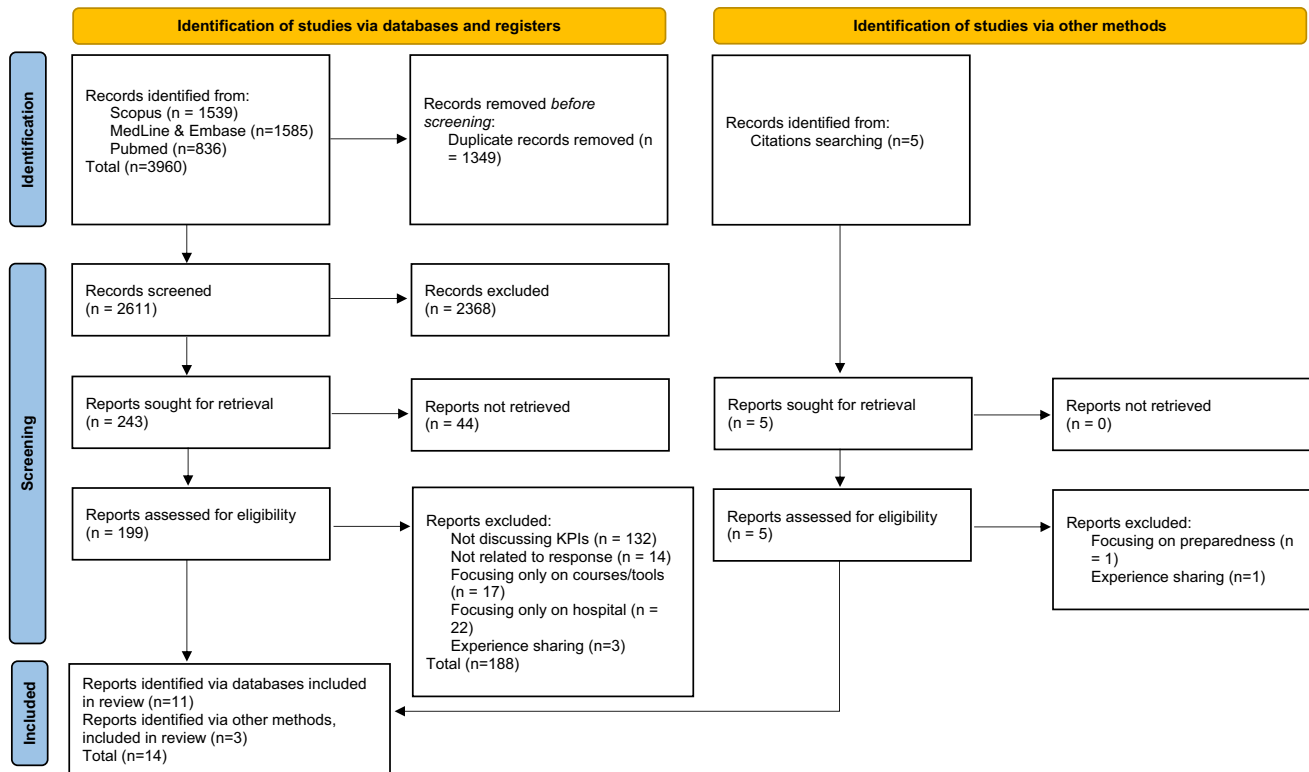 Identification of studies via databases and registers
Identification of studies via other methods
Identification
Records identified from:
Scopus (n = 1539)
MedLine & Embase (n=1585)
Pubmed (n=836)
Total (n=3960)
Records removed before
screening:
Duplicate records removed (n
= 1349)
Records identified from:
Citations searching (n=5)
Screening
Records screened
(n = 2611)
Records excluded
(n = 2368)
Reports sought for retrieval
(n = 243)
Reports not retrieved
(n = 44)
Reports sought for retrieval
(n = 5)
Reports not retrieved
(n = 0)
Reports assessed for eligibility
(n = 199)
Reports excluded:
Not discussing KPIs (n = 132)
Not related to response (n = 14)
Focusing only on courses/tools
(n = 17)
Focusing only on hospital (n =
22)
Experience sharing (n=3)
Total (n=188)
Reports assessed for eligibility
(n = 5)
Reports excluded:
Focusing on preparedness (n
= 1)
Experience sharing (n=1)
Included
Reports identified via databases included
in review (n=11)
Reports identified via other methods,
included in review (n=3)
Total (n=14)